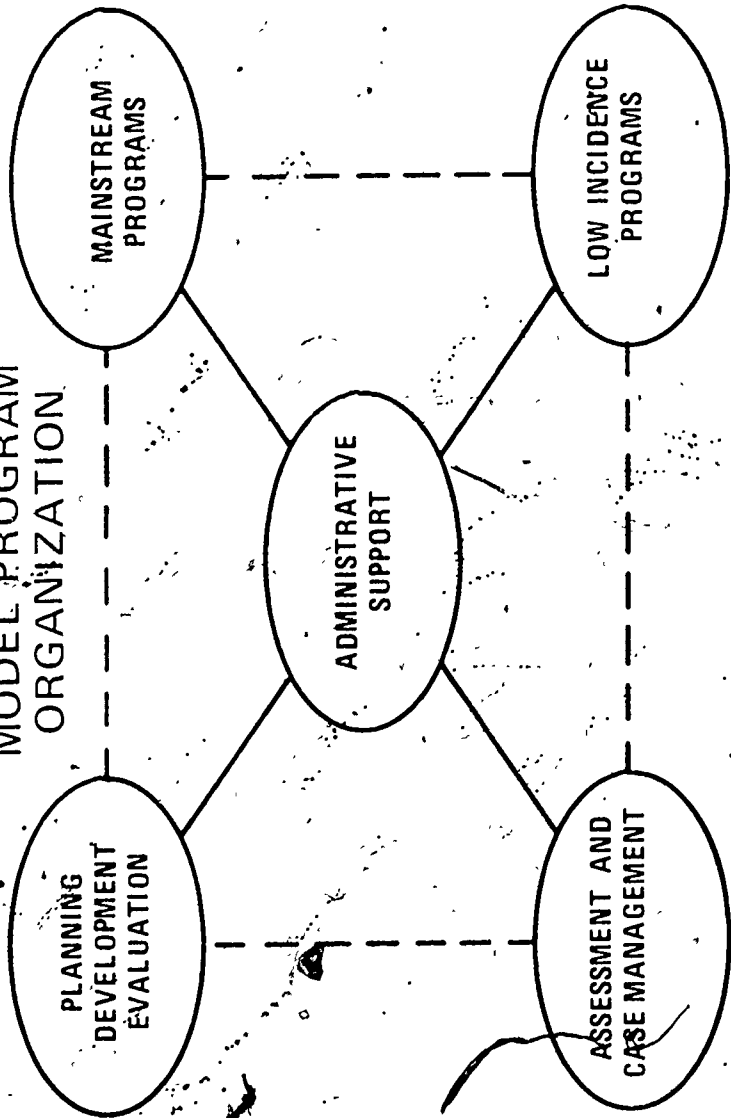 MODEL PROGRAM
ORGANIZATION
PLANNING
DEVELOPMENT
EVALUATION
MAINSTREAM
PROGRAMS
ADMINISTRATIVE
SUPPORT
ASSESSMENT AND
CASE MANAGEMENT
LOW INCIDENCE
PROGRAMS